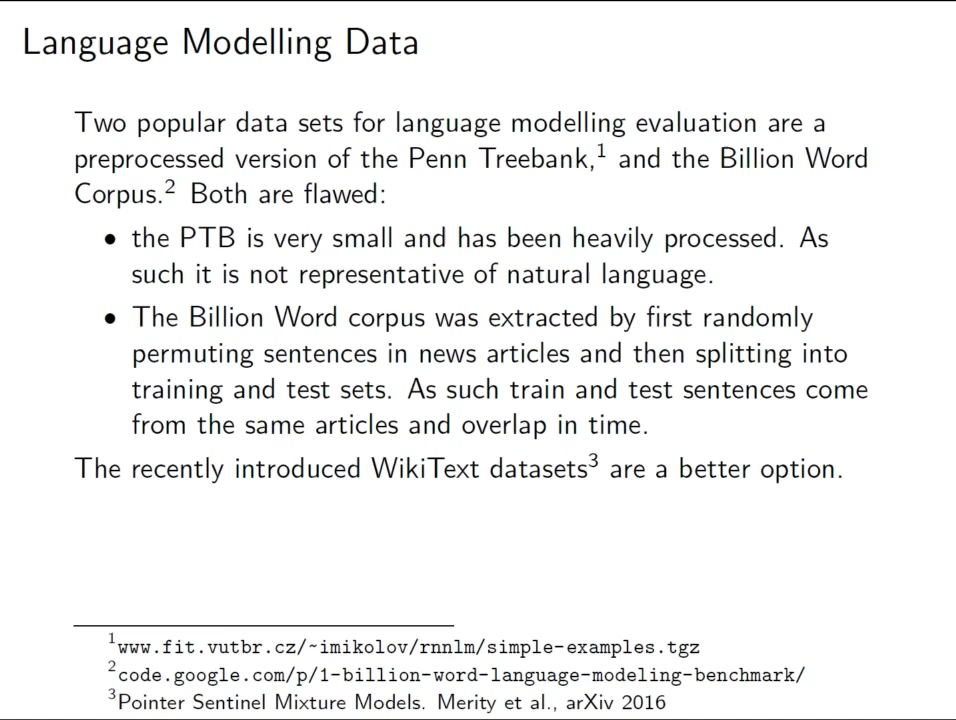 Language Modelling Data
Two popular data sets for language modelling evaluation are a
preprocessed version of the Penn Treebank,1 and the Billion Word
Corpus.2 Both are flawed:
• the PTB is very small and has been heavily processed. As
such it is not representative of natural language.
• The Billion Word corpus was extracted by first randomly
permuting sentences in news articles and then splitting into
training and test sets. As such train and test sentences come
from the same articles and overlap in time.
The recently introduced WikiText datasets3 are a better option.
1www.fit.vutbr.cz/~imikolov/rnnlm/simple-examples.tgz
2code.google.com/p/1-billion-word-language-modeling-benchmark/
3Pointer Sentinel Mixture Models. Merity et al., arXiv 2016